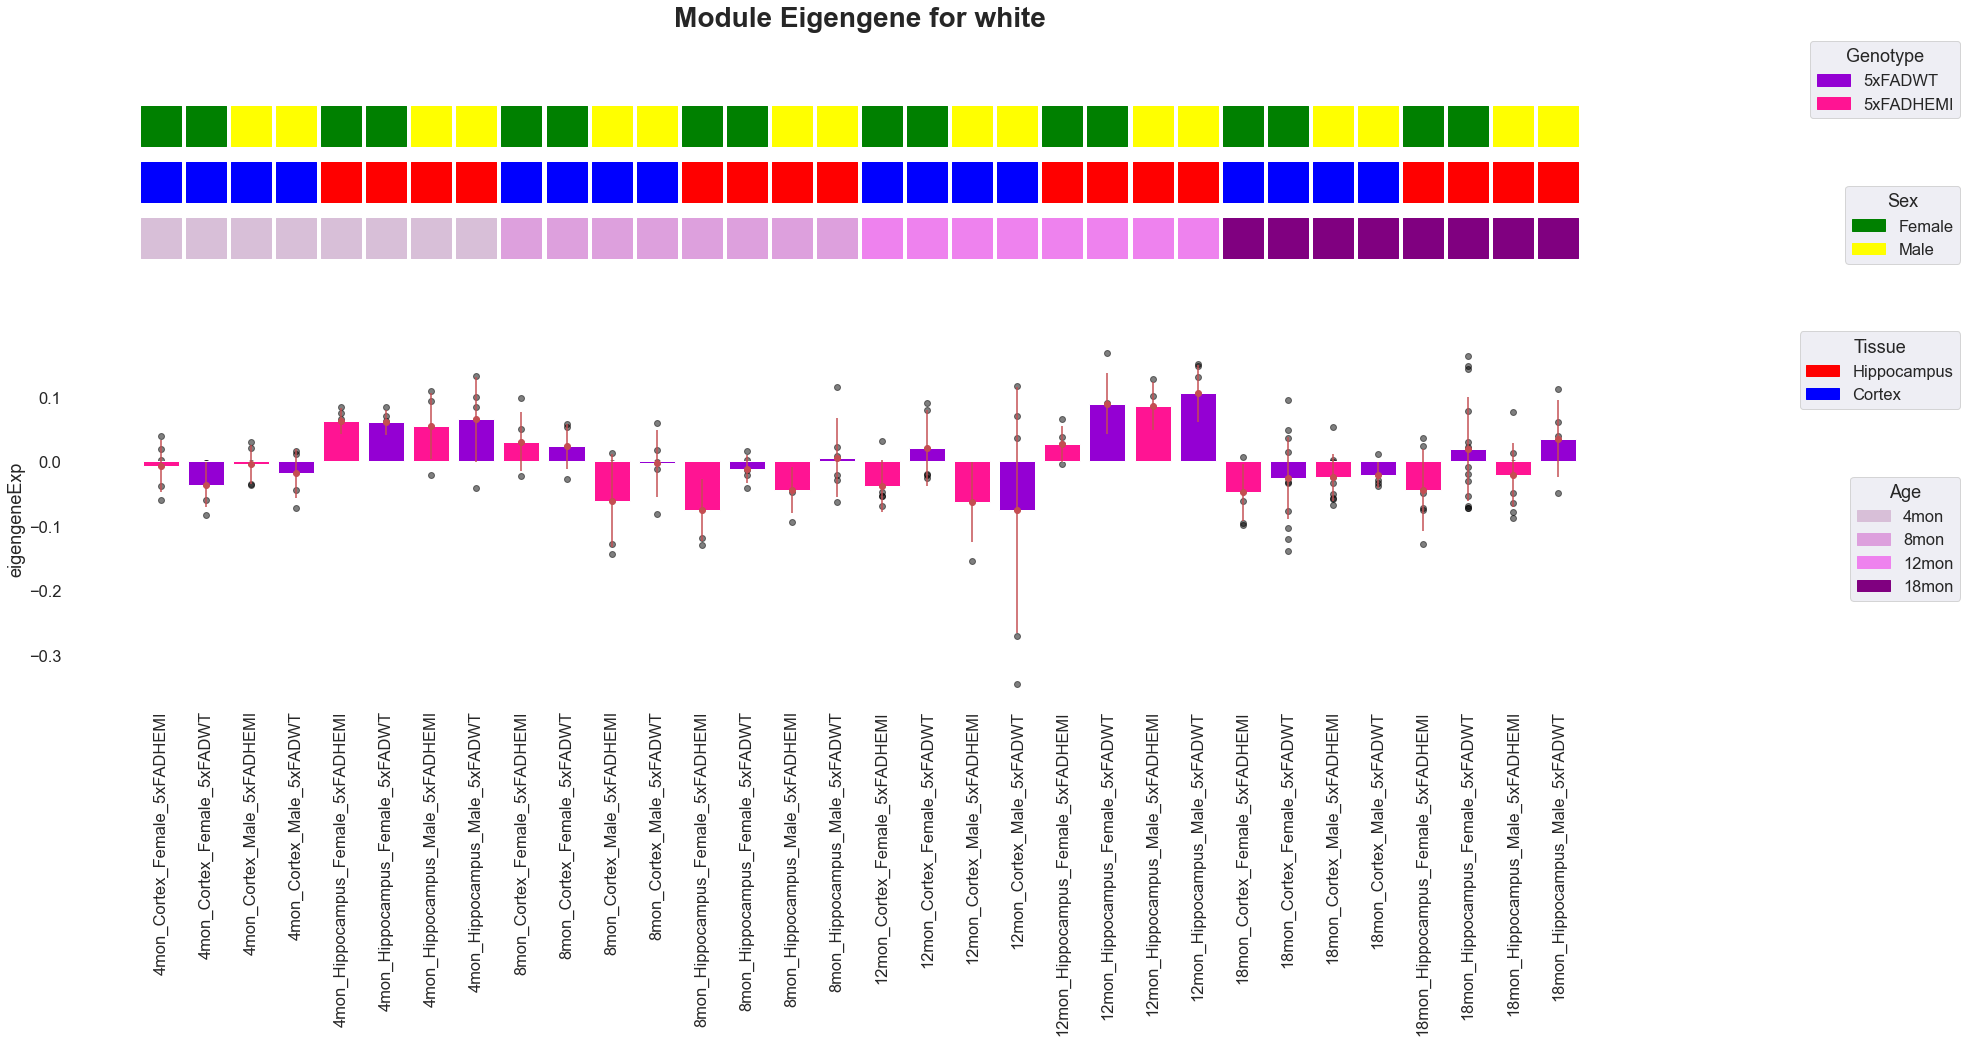 Module Eigengene for white
Genotype
5xFADWT
5xFADHEMI
Sex
Female
Male
Tissue
Hippocampus
Cortex
Age
4mon
8mon
12mon
18mon
eigengeneExp
0.1
0.0
−0.1
−0.2
−0.3
4mon_Cortex_Female_5xFADHEMI
4mon_Cortex_Female_5xFADWT
4mon_Cortex_Male_5xFADHEMI
4mon_Cortex_Male_5xFADWT
4mon_Hippocampus_Female_5xFADHEMI
4mon_Hippocampus_Female_5xFADWT
4mon_Hippocampus_Male_5xFADHEMI
4mon_Hippocampus_Male_5xFADWT
8mon_Cortex_Female_5xFADHEMI
8mon_Cortex_Female_5xFADWT
8mon_Cortex_Male_5xFADHEMI
8mon_Cortex_Male_5xFADWT
8mon_Hippocampus_Female_5xFADHEMI
8mon_Hippocampus_Female_5xFADWT
8mon_Hippocampus_Male_5xFADHEMI
8mon_Hippocampus_Male_5xFADWT
12mon_Cortex_Female_5xFADHEMI
12mon_Cortex_Female_5xFADWT
12mon_Cortex_Male_5xFADHEMI
12mon_Cortex_Male_5xFADWT
12mon_Hippocampus_Female_5xFADHEMI
12mon_Hippocampus_Female_5xFADWT
12mon_Hippocampus_Male_5xFADHEMI
12mon_Hippocampus_Male_5xFADWT
18mon_Cortex_Female_5xFADHEMI
18mon_Cortex_Female_5xFADWT
18mon_Cortex_Male_5xFADHEMI
18mon_Cortex_Male_5xFADWT
18mon_Hippocampus_Female_5xFADHEMI
18mon_Hippocampus_Female_5xFADWT
18mon_Hippocampus_Male_5xFADHEMI
18mon_Hippocampus_Male_5xFADWT